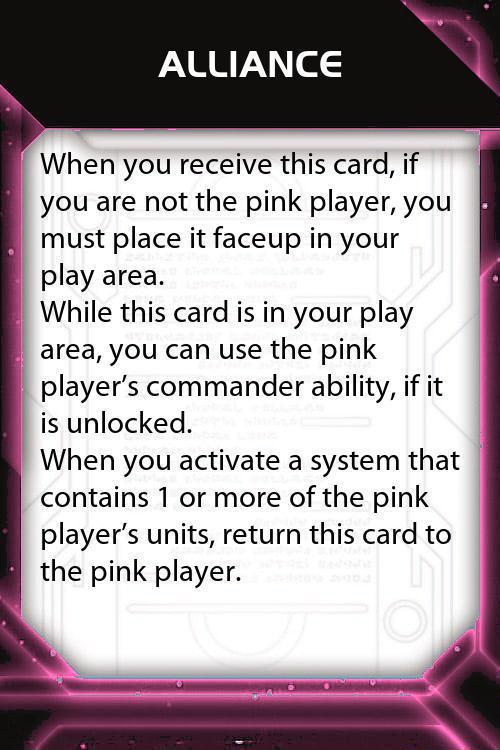 ALLIANCE
When you receive this card, if
you are not the pink player, you
must place it faceup in your
play area.
While this card is in your play
area, you can use the pink
player’s commander ability, if it
is unlocked.
When you activate a system that
contains 1 or more of the pink
player’s units, return this card to
the pink player.